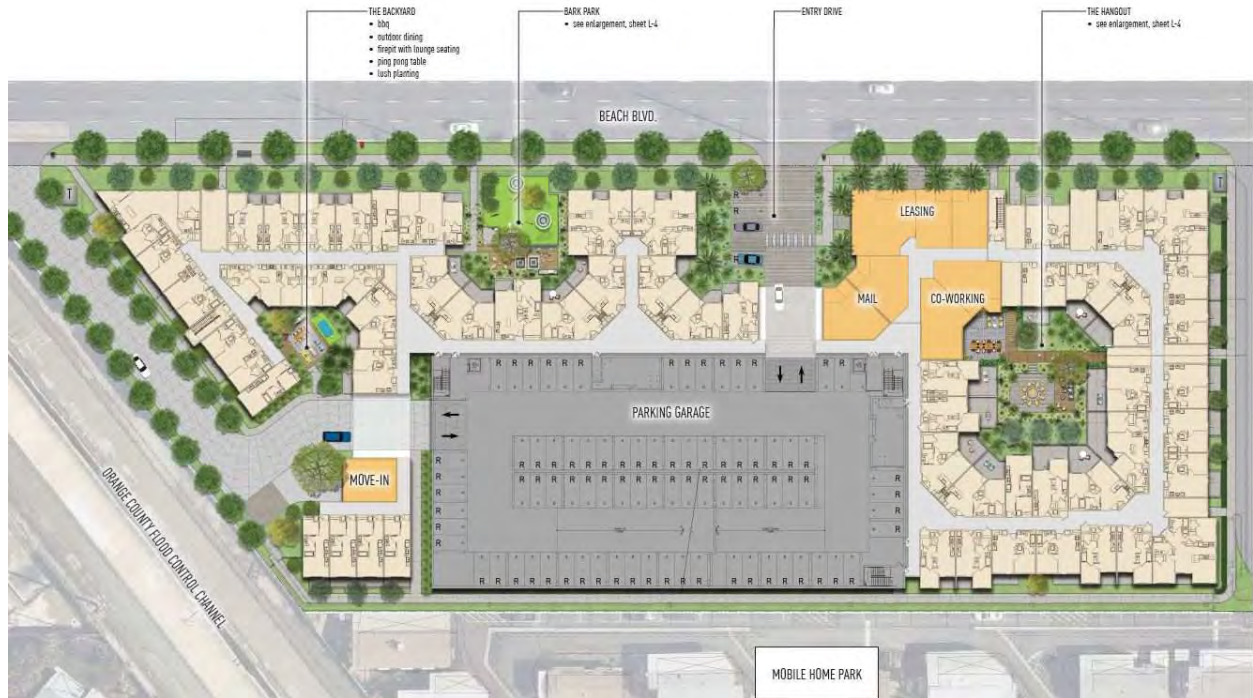 THE BACKYARD
• bbq
• outdoor dining
• firepit with lounge seating
• ping pong table
• lush planting
BARK PARK
• see enlargement, sheet L-4
ENTRY DRIVE
THE HANGOUT
• see enlargement, sheet L-4
BEACH BLVD.
T
R
R
R
LEASING
MAIL
CO-WORKING
R R R R R R
R R R R R R
R
PARKING GARAGE
MOVE-IN
ORANGE COUNTY FLOOD CONTROL CHANNEL
MOBILE HOME PARK